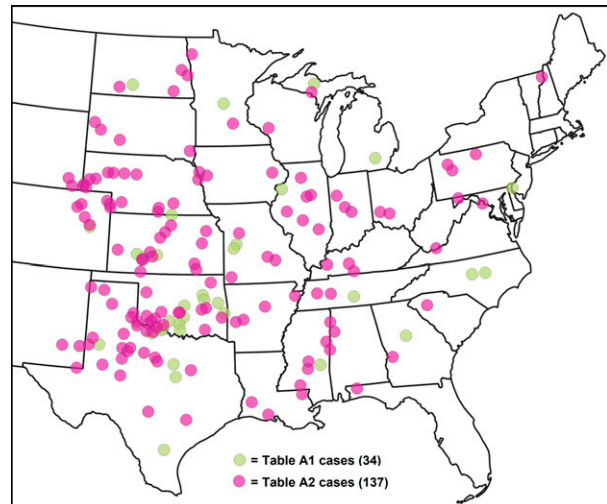 = Table A1 cases (34)
= Table A2 cases (137)